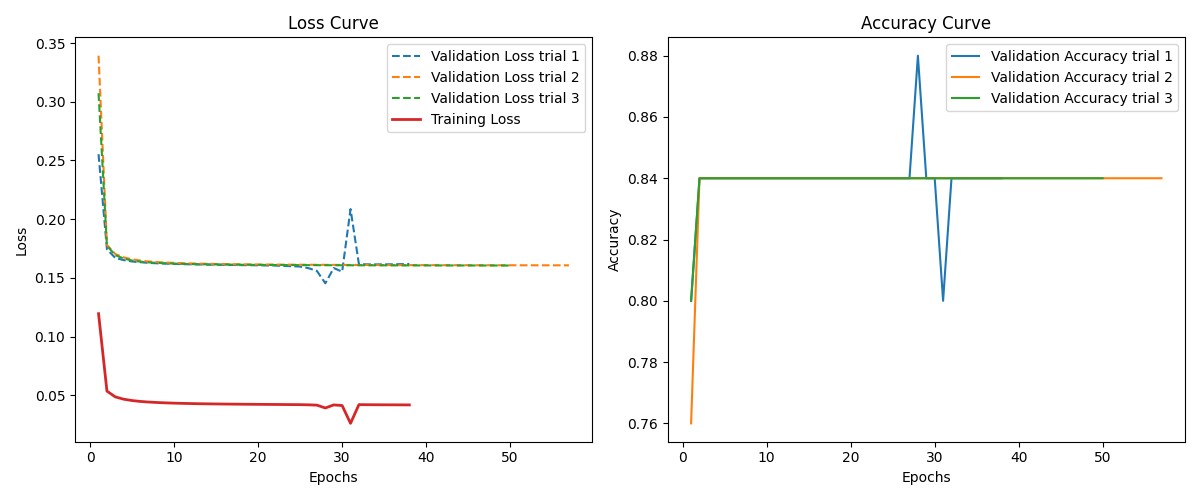 Loss Curve
0.35
0.30
0.25
0.20
0.15
0.10
0.05
Loss
0
10
20
30
40
50
Epochs
Validation Loss trial 1
Validation Loss trial 2
Validation Loss trial 3
Training Loss
Accuracy Curve
0.88
0.86
0.84
0.82
0.80
0.78
0.76
Accuracy
0
10
20
30
40
50
Epochs
Validation Accuracy trial 1
Validation Accuracy trial 2
Validation Accuracy trial 3